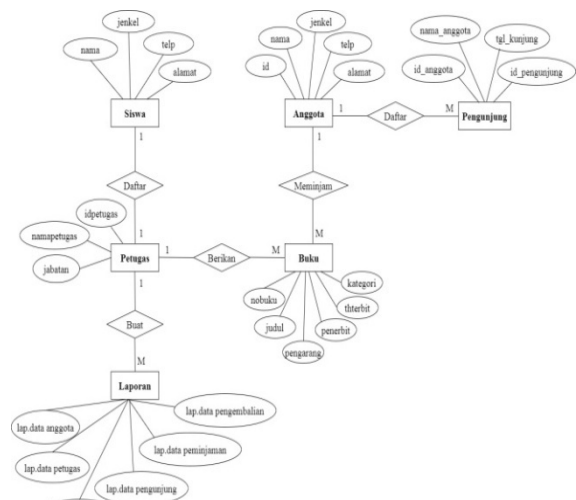 jenkel
nama
telp
alamat
Siswa
1
Daftar
1
idpetugas
namapetugas
jabatan
Petugas
1
Berikan
M
1
Buat
M
Laporan
lap.data anggota
lap.data petugas
lap.data pengunjung
lap.data peminjaman
lap.data pengembalian
jenkel
nama
telp
id
alamat
Anggota
1
Daftar
M
1
Meminjam
M
Buku
nobuku
judul
pengarang
penerbit
thterbit
kategori
nama_anggota
tgl_kunjung
id_anggota
id_pengunjung
Pengunjung